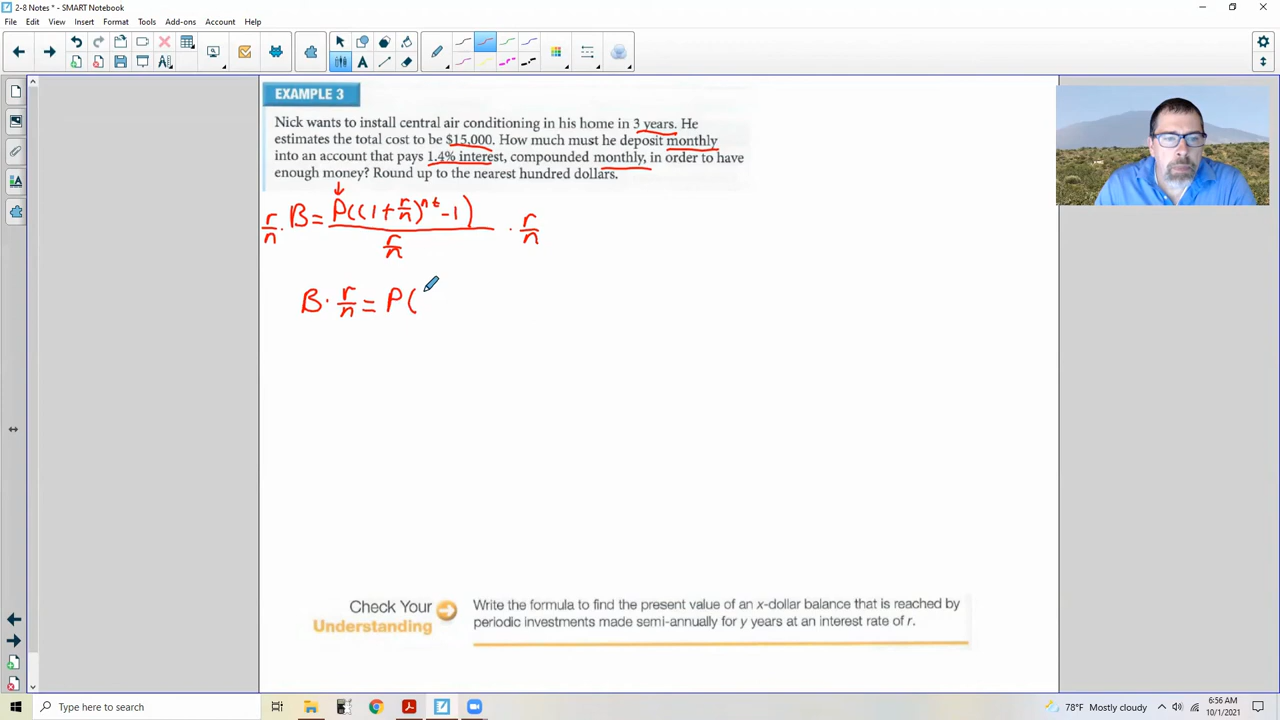 2-8 Notes * - SMART Notebook
File Edit View Insert Format Tools Add-ons Account Help
EXAMPLE 3
Nick wants to install central air conditioning in his home in 3 years. He
estimates the total cost to be $15,000. How much must he deposit monthly
into an account that pays 1.4% interest, compounded monthly, in order to have
enough money? Round up to the nearest hundred dollars.
r/n · B = P((1 + r/n)^nt - 1) / (r/n) · r/n
B · r/n = P(
Check Your
Understanding
Write the formula to find the present value of an x-dollar balance that is reached by
periodic investments made semi-annually for y years at an interest rate of r.
Type here to search
78°F Mostly cloudy
6:56 AM
10/1/2021